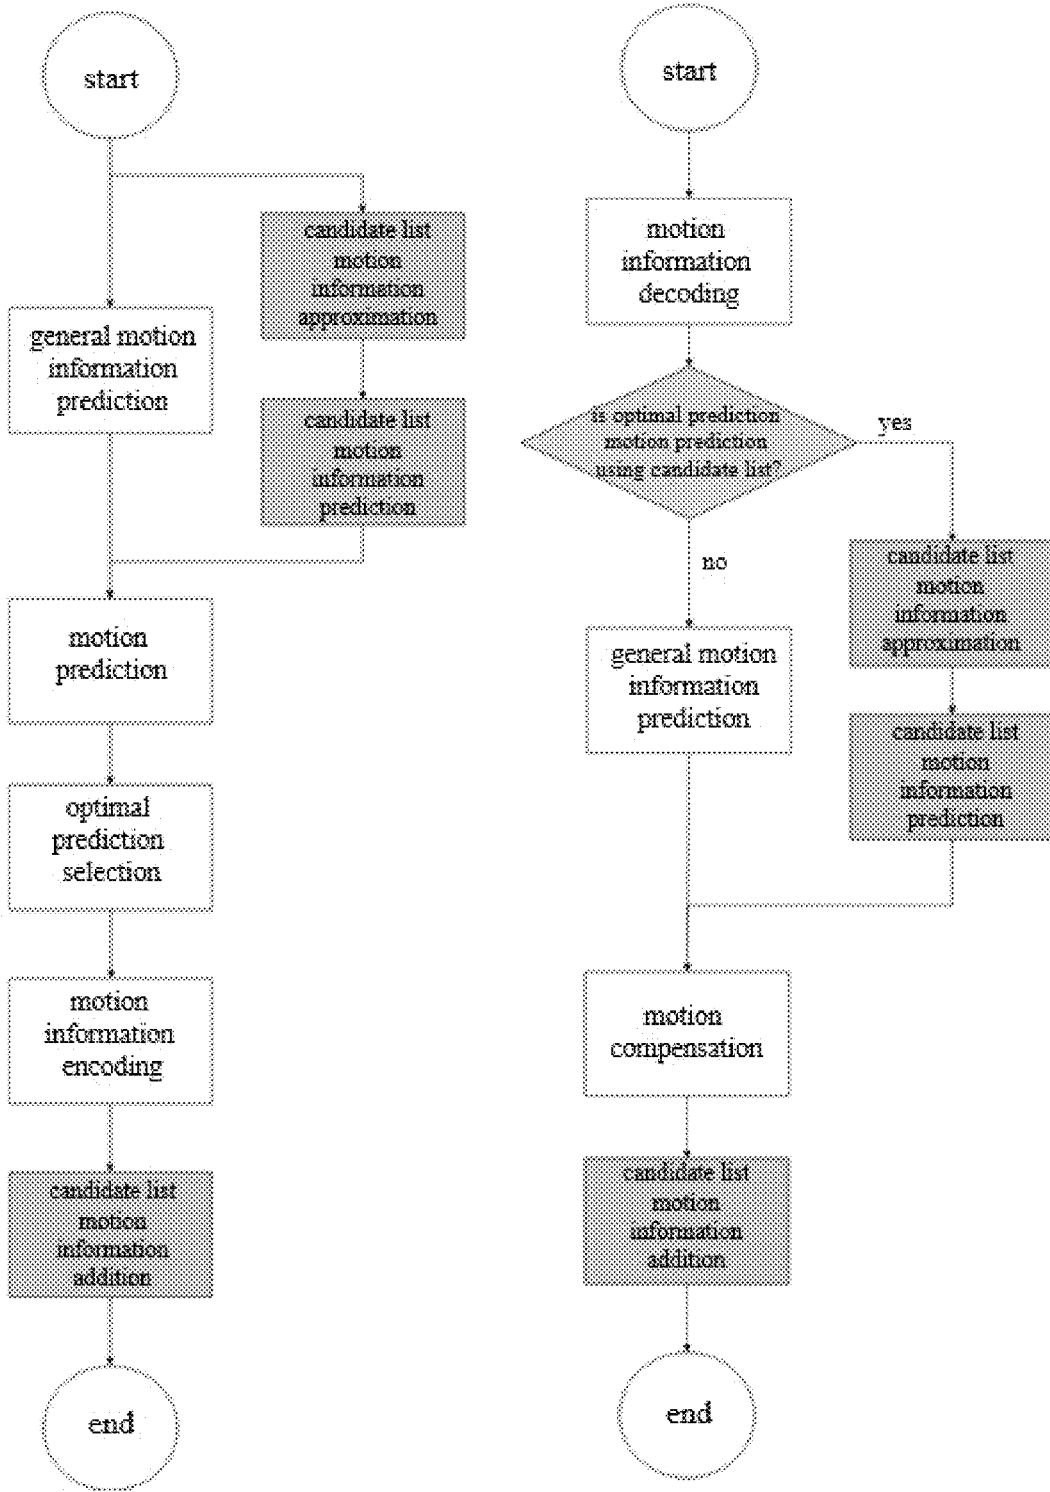 start
candidate list
motion
information
approximation
general motion
information
prediction
candidate list
motion
information
prediction
motion
prediction
optimal
prediction
selection
motion
information
encoding
candidate list
motion
information
addition
end
start
motion
information
decoding
is optimal prediction
motion prediction
using candidate list?
yes
no
candidate list
motion
information
approximation
general motion
information
prediction
candidate list
motion
information
prediction
motion
compensation
candidate list
motion
information
addition
end